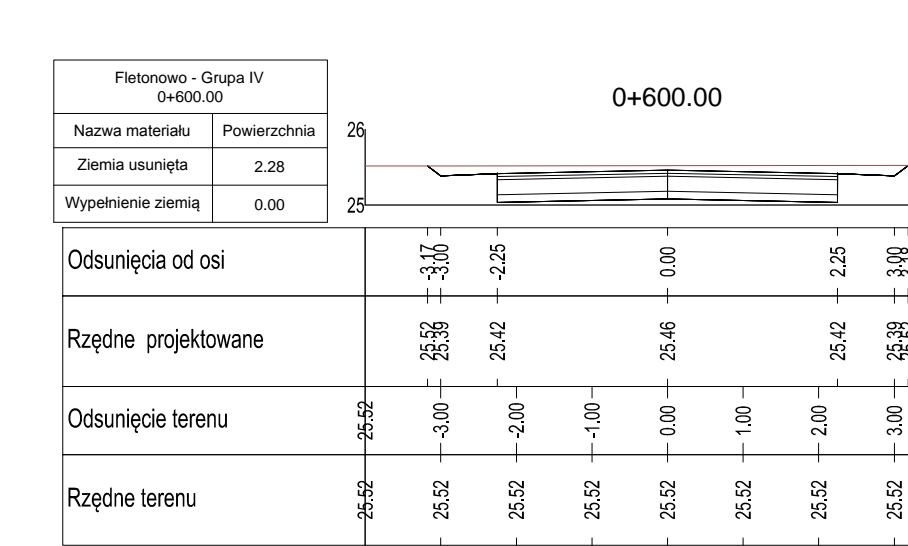 Fletonowo - Grupa IV
0+600.00
Nazwa materiału Powierzchnia
Ziemia usunięta 2.28
Wypełnienie ziemią 0.00
0+600.00
26
25
Odsunięcia od osi -3.17 -3.00 -2.25 0.00 2.25 3.00
Rzędne projektowane 25.52 25.39 25.42 25.46 25.42 25.39
Odsunięcie terenu 25.52 -3.00 -2.00 -1.00 0.00 1.00 2.00 3.00
Rzędne terenu 25.52 25.52 25.52 25.52 25.52 25.52 25.52 25.52